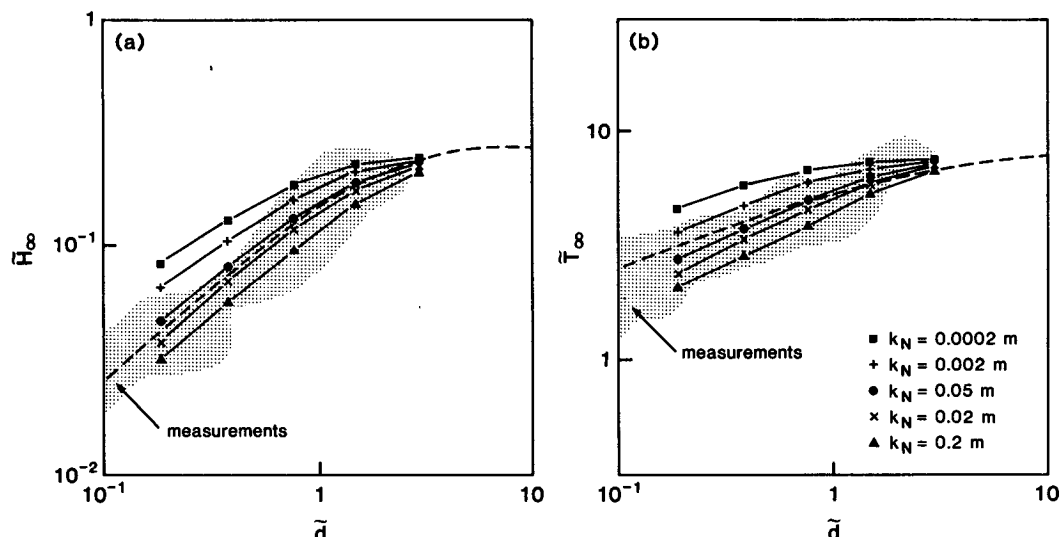 (a)
1
10⁻¹
10⁻²
H̃∞
measurements
10⁻¹
1
10
d̃
(b)
10
1
T̃∞
measurements
k_N = 0.0002 m
k_N = 0.002 m
k_N = 0.05 m
k_N = 0.02 m
k_N = 0.2 m
10⁻¹
1
10
d̃